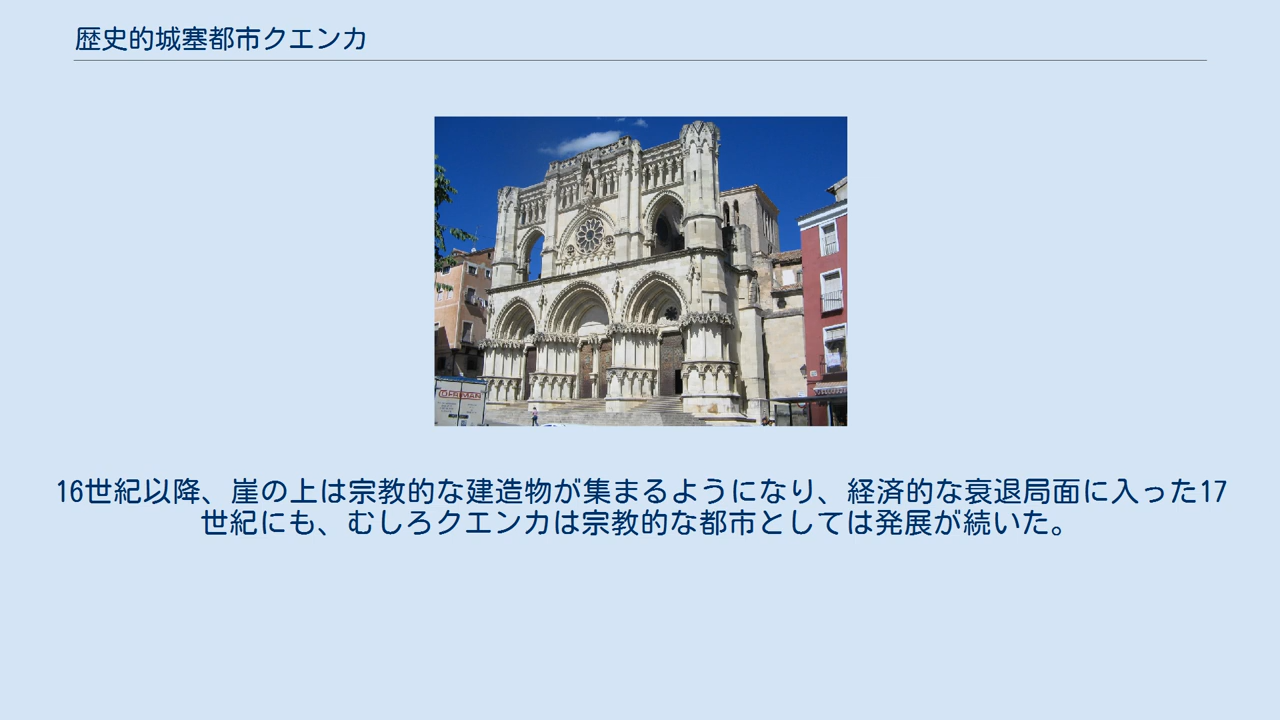 歴史的城塞都市クエンカ
16世紀以降、崖の上は宗教的な建造物が集まるようになり、経済的な衰退局面に入った17
世紀にも、むしろクエンカは宗教的な都市としては発展が続いた。